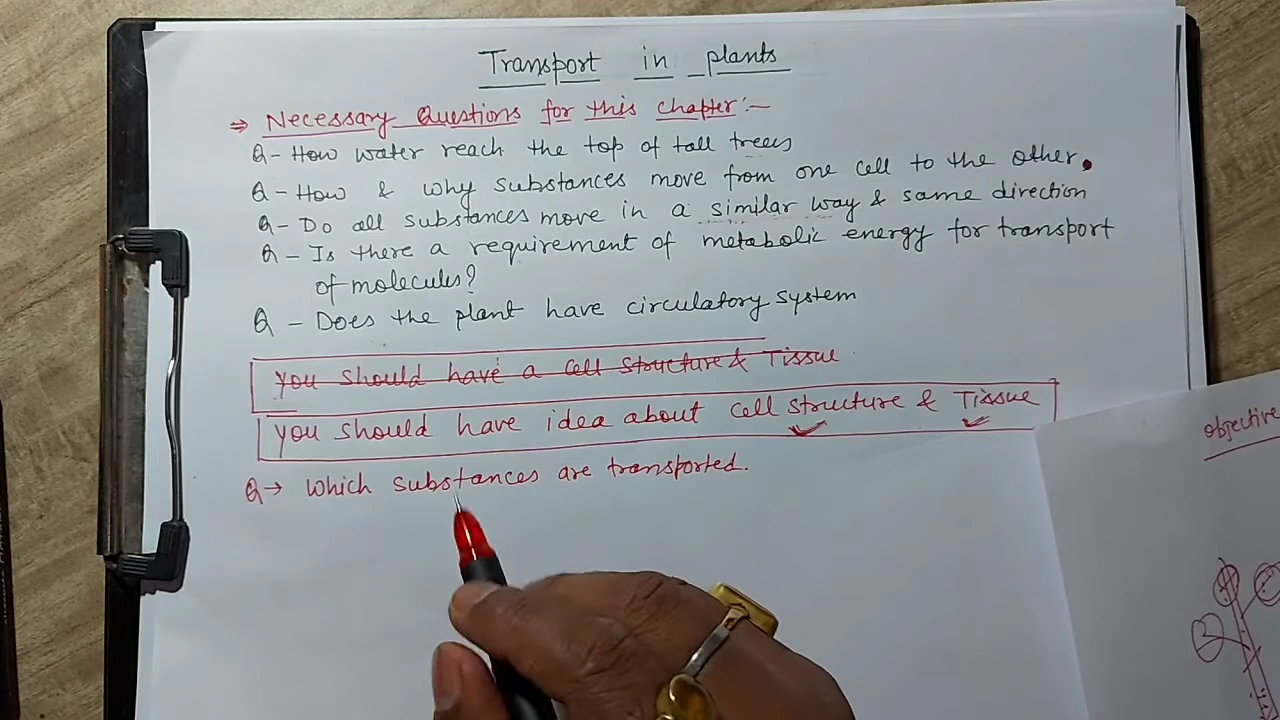 Transport in plants
⇒ Necessary Questions for this chapter :-
Q- How water reach the top of tall trees
Q - How & why substances move from one cell to the other.
Q- Do all substances move in a similar way & same direction
Q - Is there a requirement of metabolic energy for transport
of molecules?
Q - Does the plant have circulatory system
You should have a cell structure & Tissue
You should have idea about cell structure & Tissue
Q → Which substances are transported.
objective